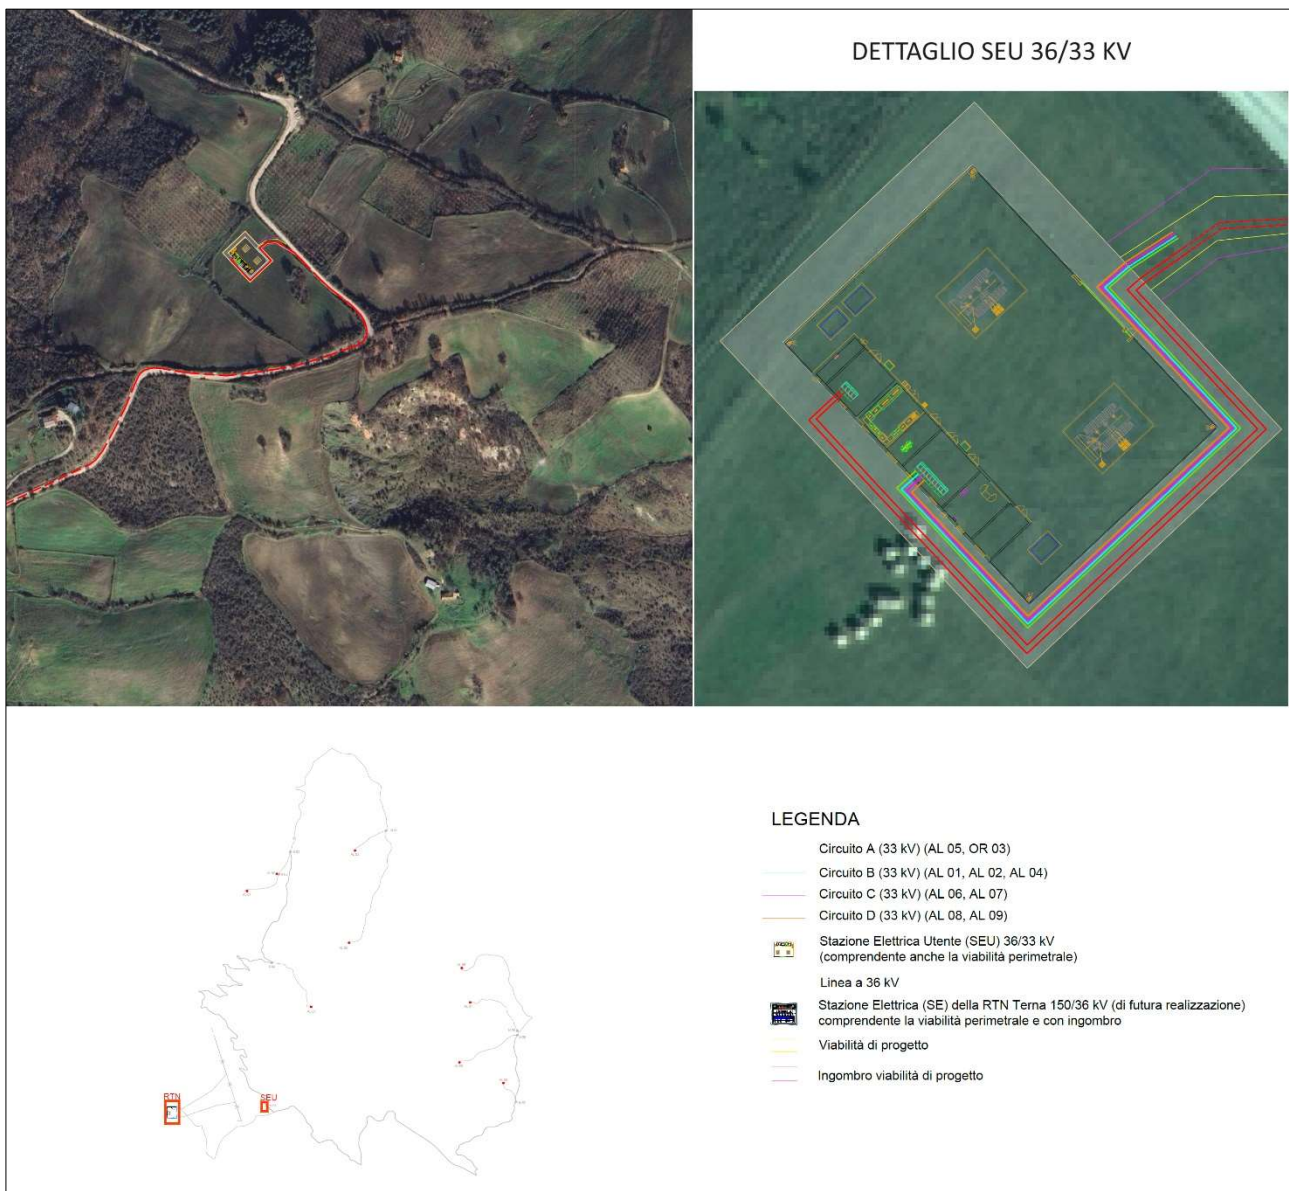 DETTAGLIO SEU 36/33 KV
LEGENDA
Circuito A (33 kV) (AL 05, OR 03)
Circuito B (33 kV) (AL 01, AL 02, AL 04)
Circuito C (33 kV) (AL 06, AL 07)
Circuito D (33 kV) (AL 08, AL 09)
Stazione Elettrica Utente (SEU) 36/33 kV
(comprendente anche la viabilità perimetrale)
Linea a 36 kV
Stazione Elettrica (SE) della RTN Terna 150/36 kV (di futura realizzazione)
comprendente la viabilità perimetrale e con ingombro
Viabilità di progetto
Ingombro viabilità di progetto
RTN
SEU